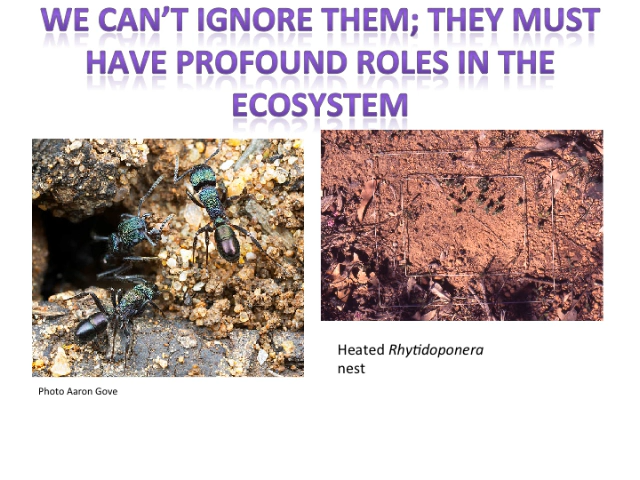 WE CAN'T IGNORE THEM; THEY MUST
HAVE PROFOUND ROLES IN THE
ECOSYSTEM
Heated Rhytidoponera
nest
Photo Aaron Gove